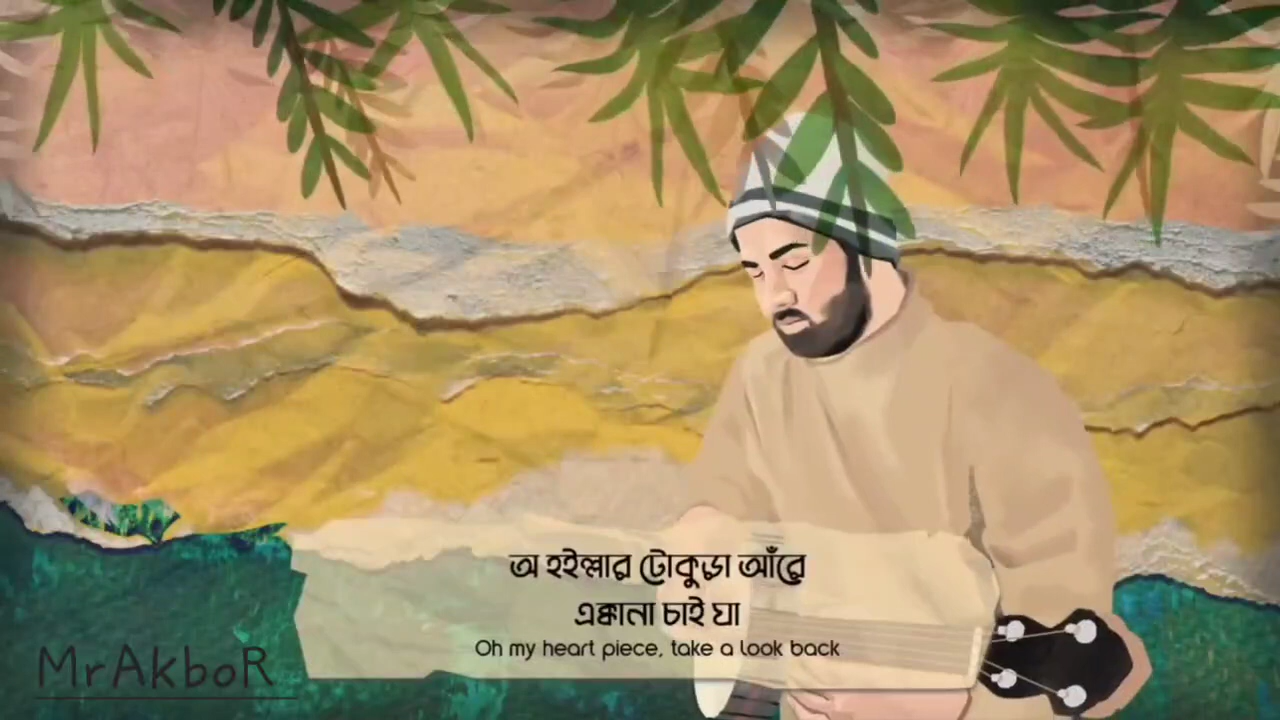 অ হইল্লার টোকুড়া আঁরে
এক্কানা চাই যা
Oh my heart piece, take a look back
MrAkboR